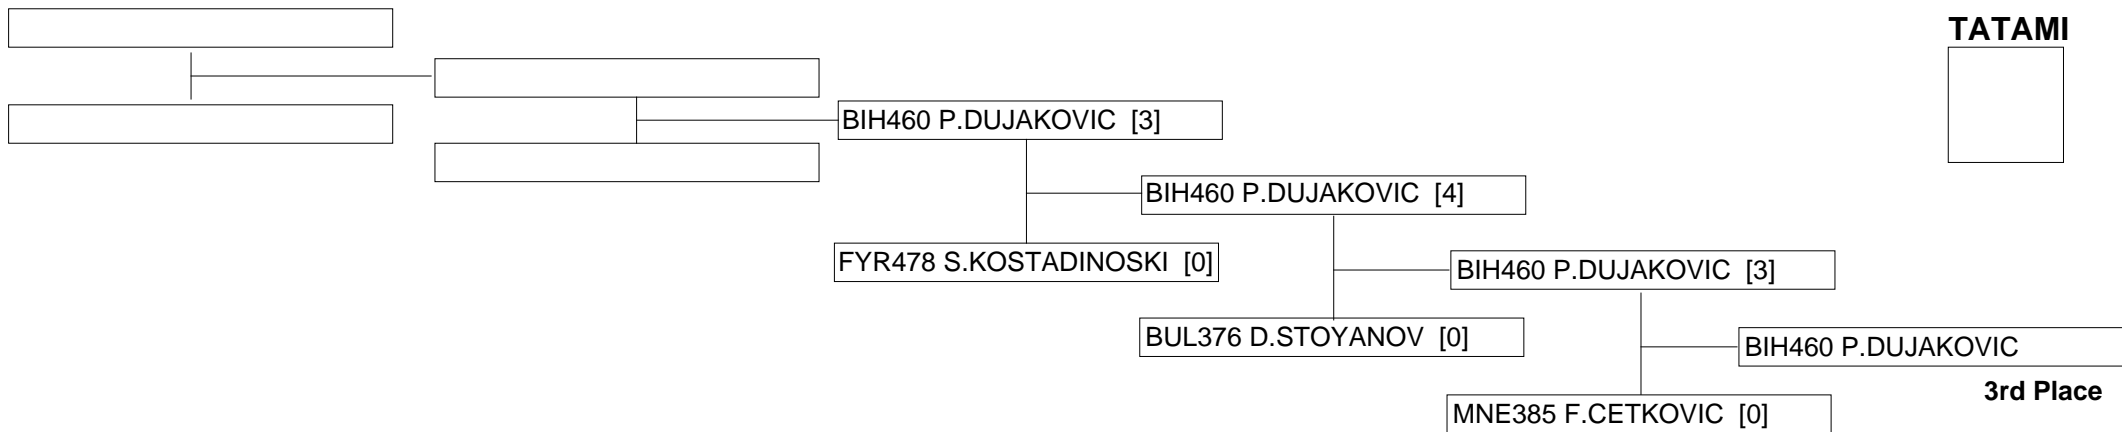 TATAMI
BIH460 P.DUJAKOVIC [3]
BIH460 P.DUJAKOVIC [4]
FYR478 S.KOSTADINOSKI [0]
BIH460 P.DUJAKOVIC [3]
BUL376 D.STOYANOV [0]
BIH460 P.DUJAKOVIC
3rd Place
MNE385 F.CETKOVIC [0]